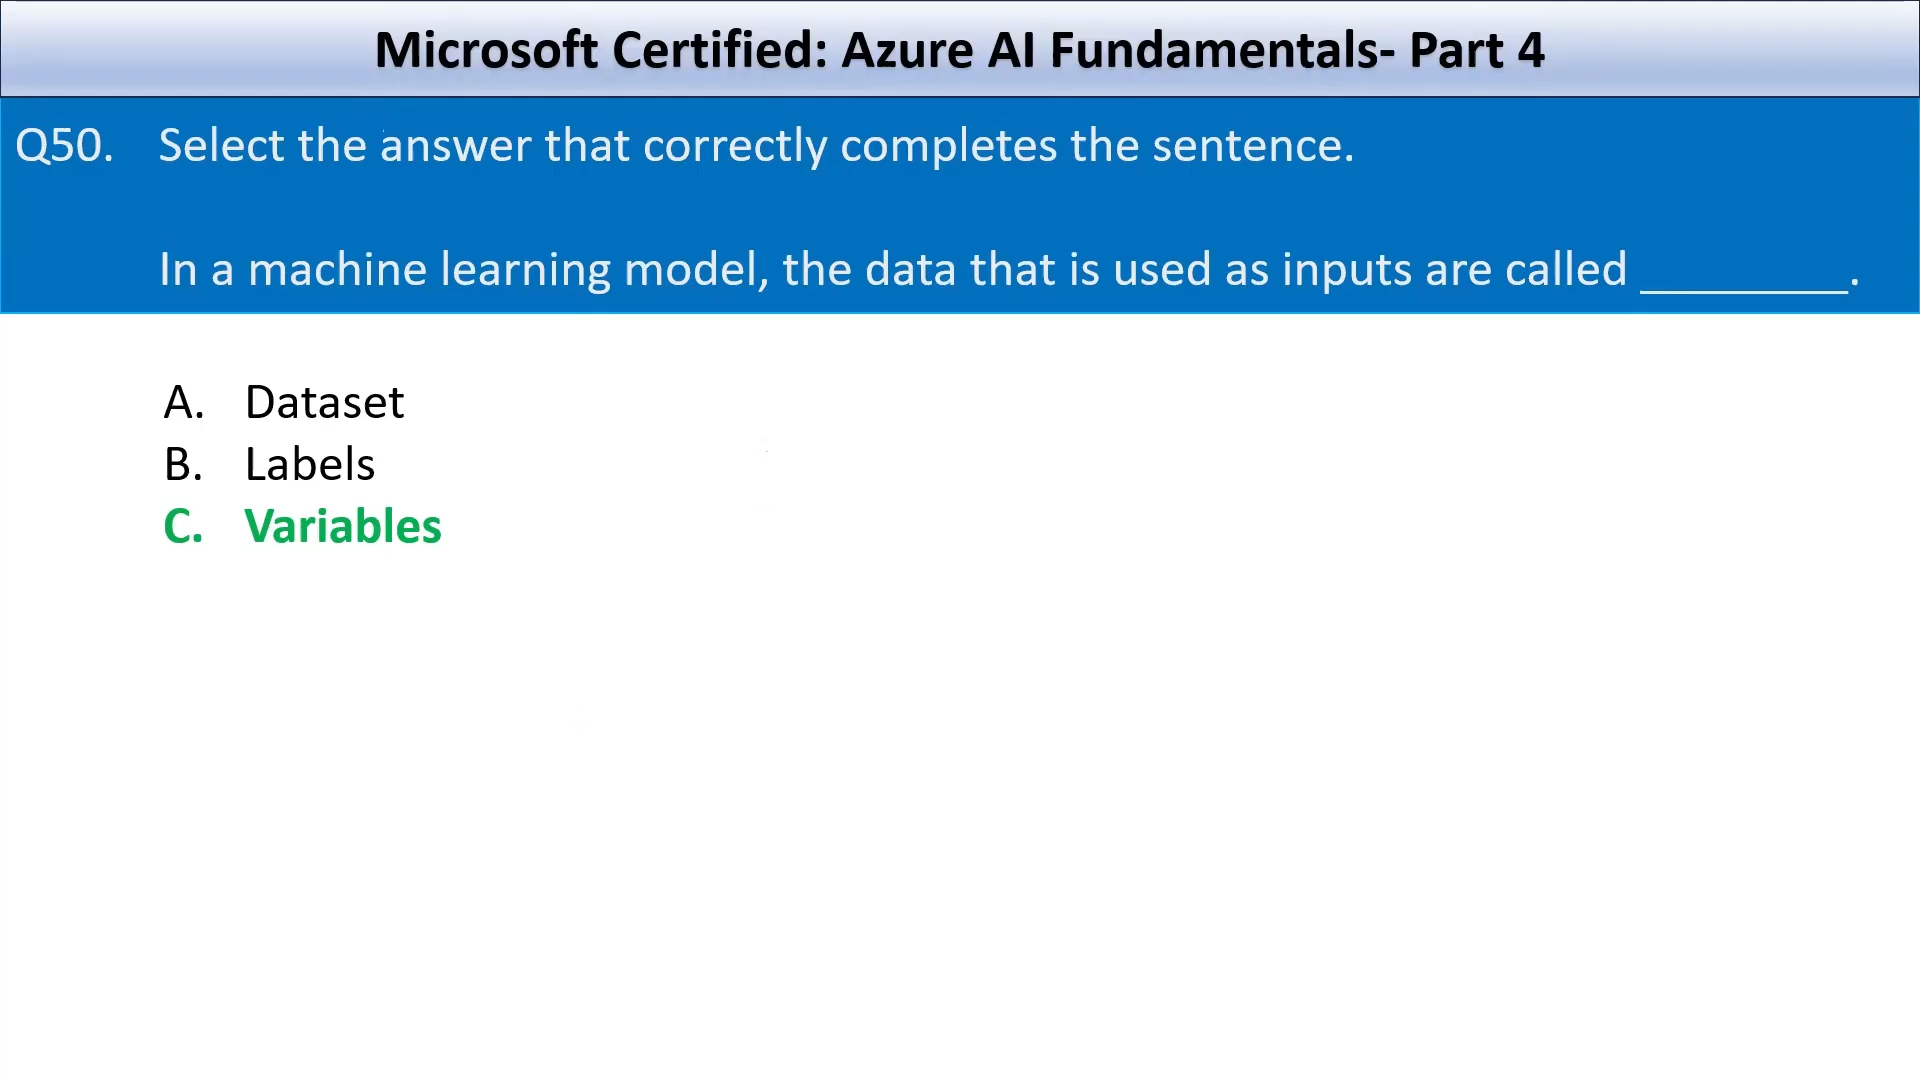 Microsoft Certified: Azure AI Fundamentals- Part 4
Q50. Select the answer that correctly completes the sentence.
In a machine learning model, the data that is used as inputs are called _________.
A. Dataset
B. Labels
C. Variables